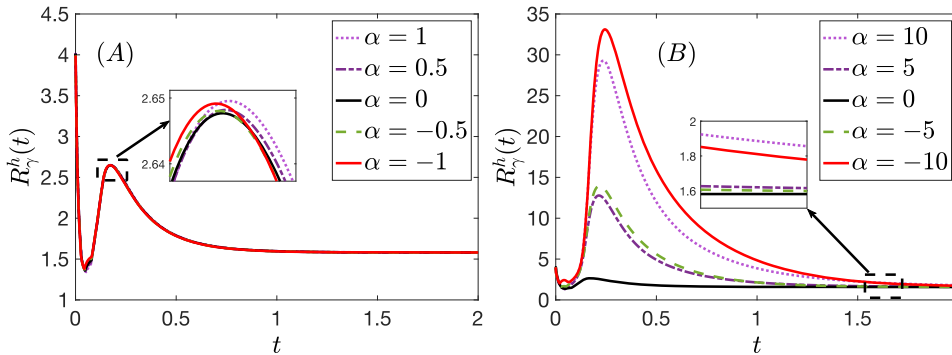 (A)
R_γ^h(t)
4.5
4
3.5
3
2.5
2
1.5
1
0
0.5
1
1.5
2
t
2.65
2.64
α = 1
α = 0.5
α = 0
α = −0.5
α = −1
(B)
R_γ^h(t)
35
30
25
20
15
10
5
0
0
0.5
1
1.5
t
2
1.8
1.6
α = 10
α = 5
α = 0
α = −5
α = −10